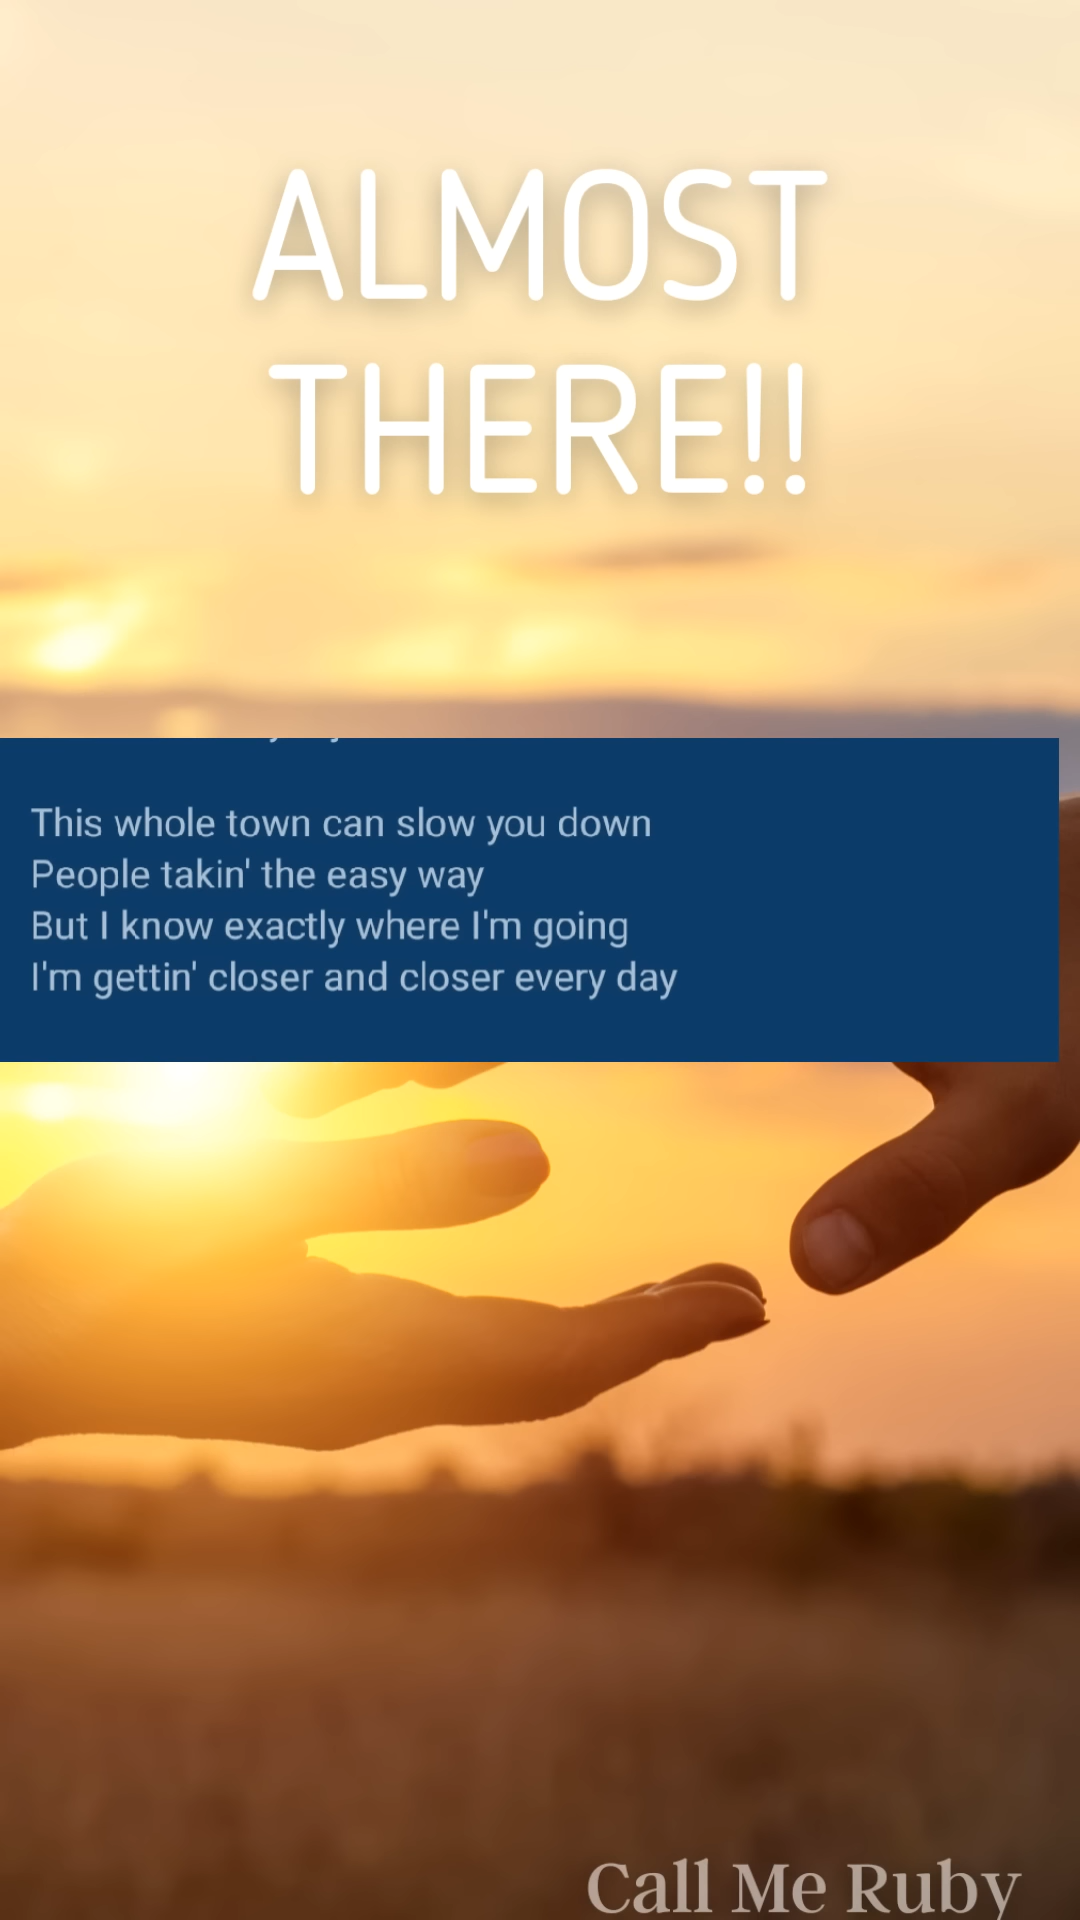 ALMOST
THERE!!
This whole town can slow you down
People takin' the easy way
But I know exactly where I'm going
I'm gettin' closer and closer every day
Call Me Ruby